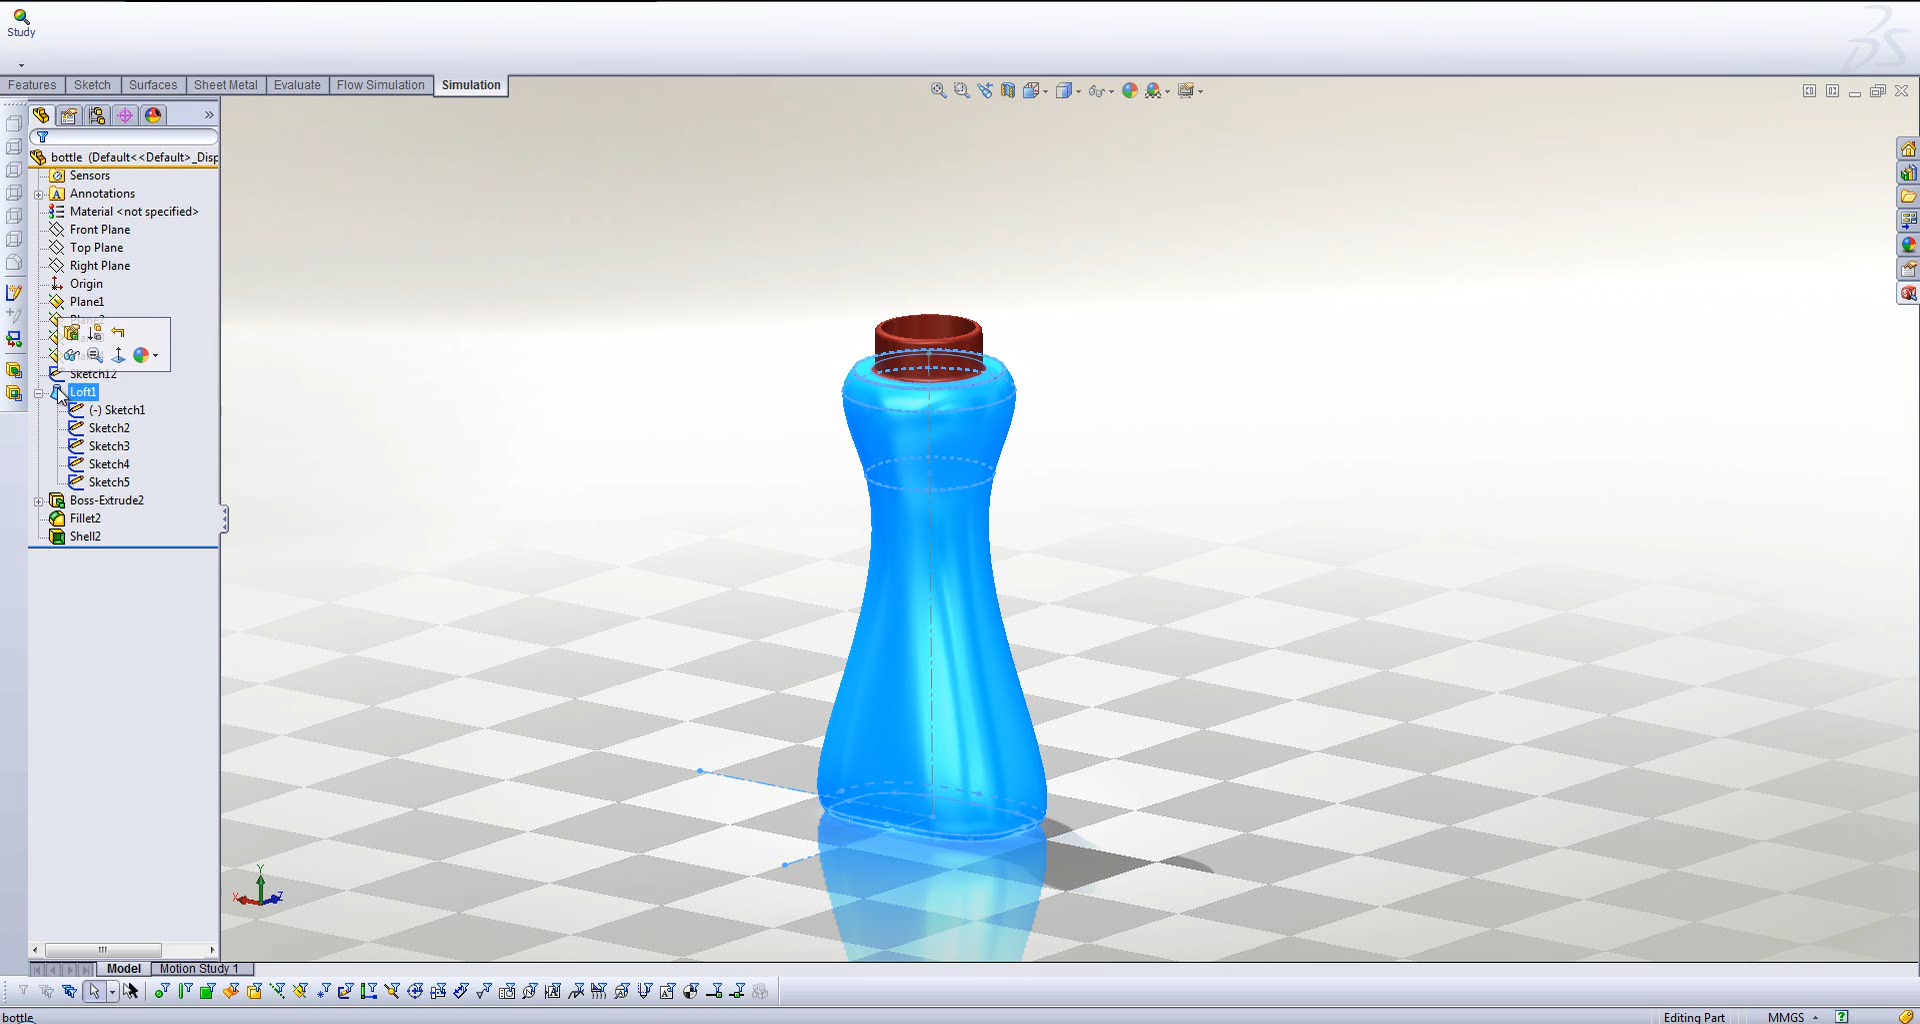 Study
Features Sketch Surfaces Sheet Metal Evaluate Flow Simulation Simulation
bottle (Default<<Default>_Disp
Sensors
Annotations
Material <not specified>
Front Plane
Top Plane
Right Plane
Origin
Plane1
Sketch12
Loft1
(-) Sketch1
Sketch2
Sketch3
Sketch4
Sketch5
Boss-Extrude2
Fillet2
Shell2
Y
X
Z
Model Motion Study 1
bottle
Editing Part
MMGS